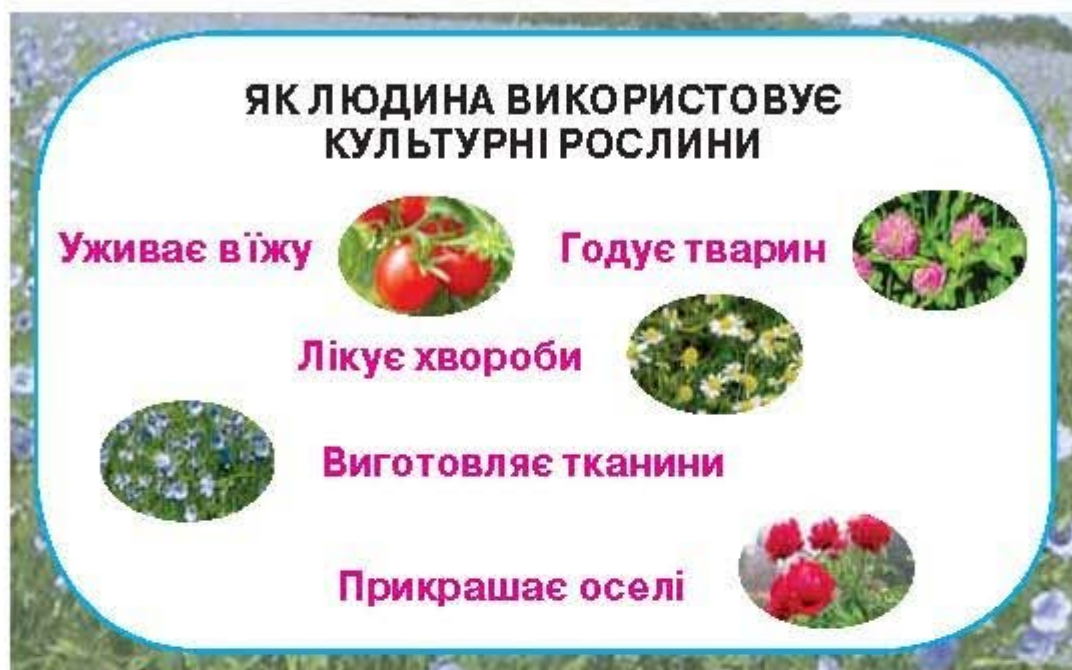 ЯК ЛЮДИНА ВИКОРИСТОВУЄ
КУЛЬТУРНІ РОСЛИНИ
Уживає в їжу
Годує тварин
Лікує хвороби
Виготовляє тканини
Прикрашає оселі